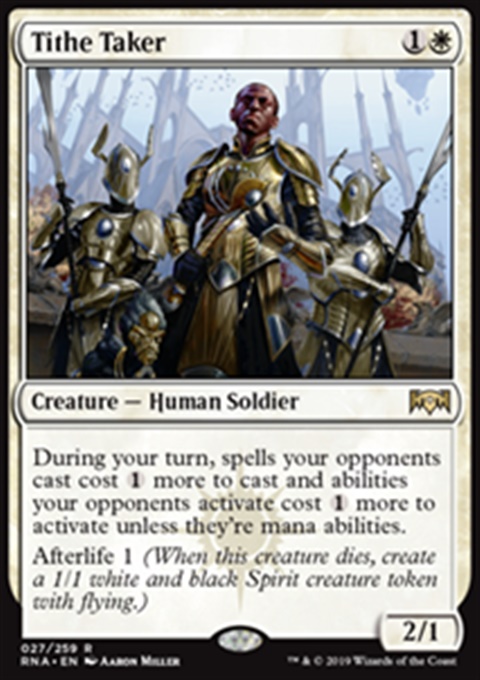 Tithe Taker 1
Creature — Human Soldier
During your turn, spells your opponents
cast cost 1 more to cast and abilities
your opponents activate cost 1 more to
activate unless they're mana abilities.
Afterlife 1 (When this creature dies, create
a 1/1 white and black Spirit creature token
with flying.)
2/1
027/259 R
RNA • EN Aaron Miller
™ & © 2019 Wizards of the Coast